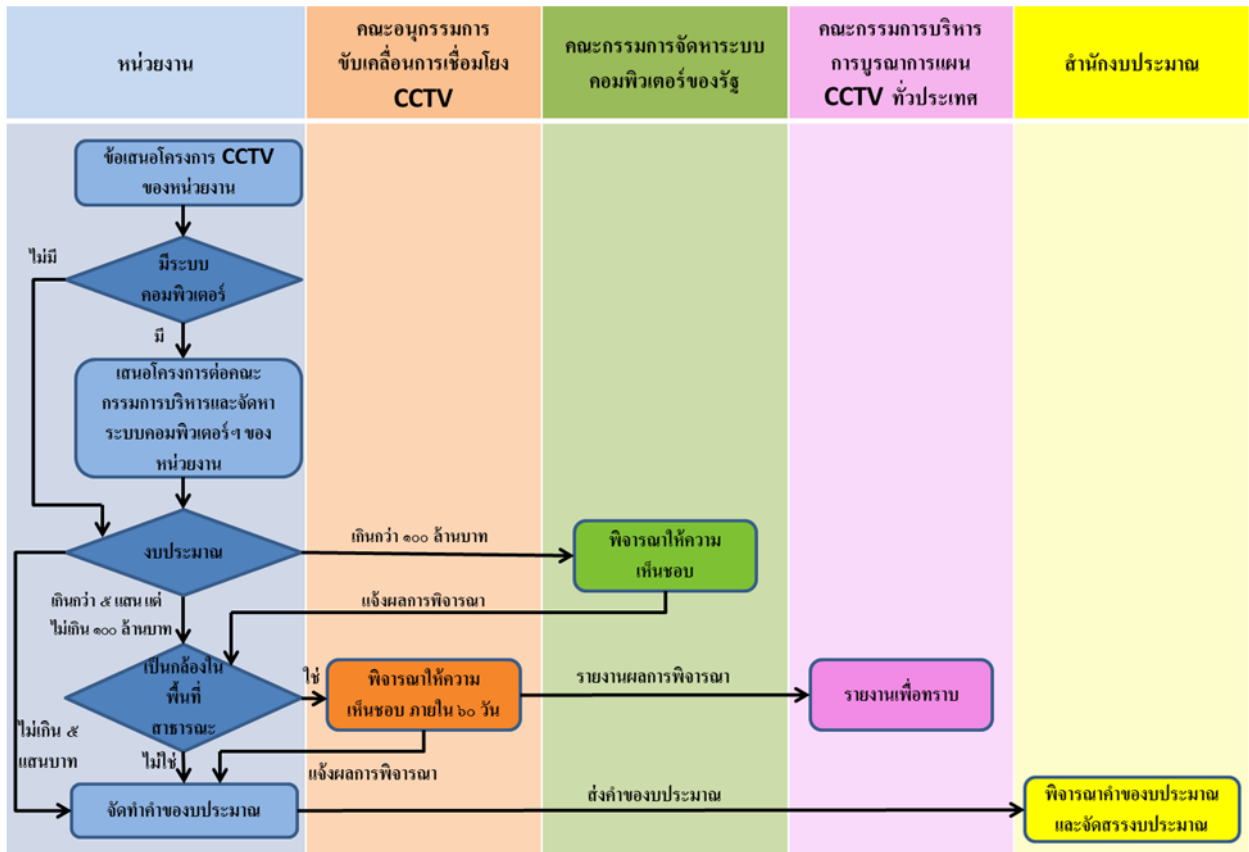 หน่วยงาน
คณะอนุกรรมการ
ขับเคลื่อนการเชื่อมโยง
CCTV
คณะกรรมการจัดหาระบบ
คอมพิวเตอร์ของรัฐ
คณะกรรมการบริหาร
การบูรณาการแผน
CCTV ทั่วประเทศ
สำนักงบประมาณ
ข้อเสนอโครงการ CCTV
ของหน่วยงาน
ไม่มี
มีระบบ
คอมพิวเตอร์
มี
เสนอโครงการต่อคณะ
กรรมการบริหารและจัดหา
ระบบคอมพิวเตอร์ฯ ของ
หน่วยงาน
งบประมาณ
เกินกว่า ๑๐๐ ล้านบาท
พิจารณาให้ความ
เห็นชอบ
เกินกว่า ๕ แสน แต่
ไม่เกิน ๑๐๐ ล้านบาท
แจ้งผลการพิจารณา
เป็นกล้องใน
พื้นที่
สาธารณะ
ใช่
พิจารณาให้ความ
เห็นชอบ ภายใน ๖๐ วัน
รายงานผลการพิจารณา
รายงานเพื่อทราบ
ไม่เกิน ๕
แสนบาท
ไม่ใช่
แจ้งผลการพิจารณา
จัดทำคำของบประมาณ
ส่งคำของบประมาณ
พิจารณาคำของบประมาณ
และจัดสรรงบประมาณ